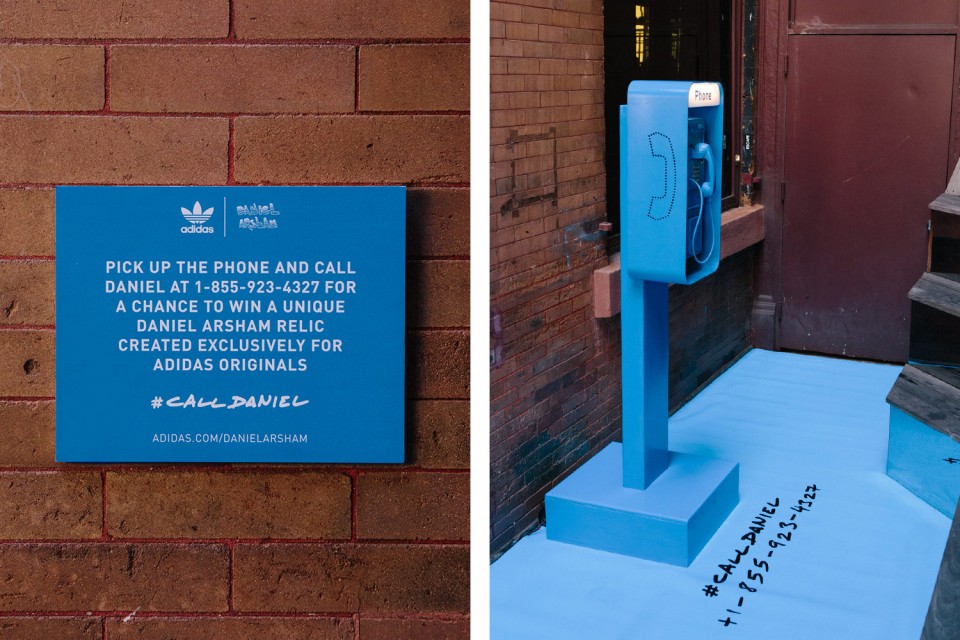 adidas
DANIEL
ARSHAM
PICK UP THE PHONE AND CALL
DANIEL AT 1-855-923-4327 FOR
A CHANCE TO WIN A UNIQUE
DANIEL ARSHAM RELIC
CREATED EXCLUSIVELY FOR
ADIDAS ORIGINALS
#CALLDANIEL
ADIDAS.COM/DANIELARSHAM
Phone
#CALLDANIEL
+1-855-923-4327